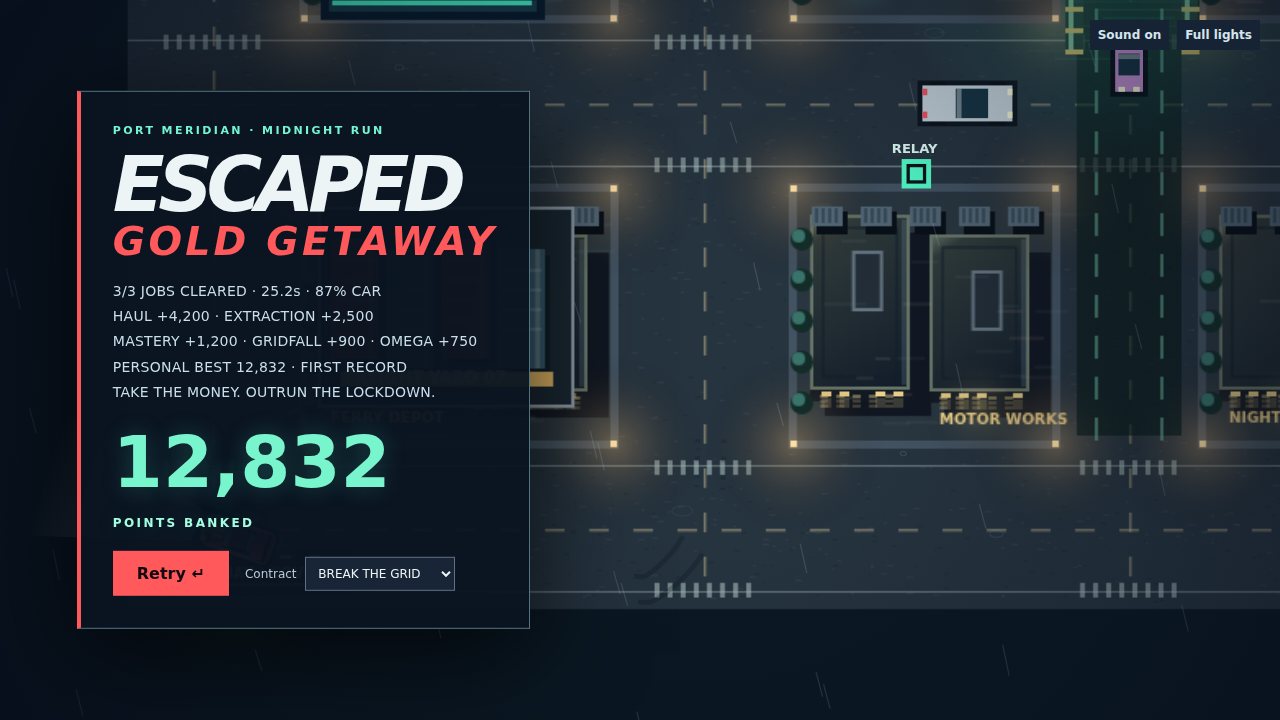 Sound on
Full lights
PORT MERIDIAN · MIDNIGHT RUN
ESCAPED
GOLD GETAWAY
3/3 JOBS CLEARED · 25.2s · 87% CAR
HAUL +4,200 · EXTRACTION +2,500
MASTERY +1,200 · GRIDFALL +900 · OMEGA +750
PERSONAL BEST 12,832 · FIRST RECORD
TAKE THE MONEY. OUTRUN THE LOCKDOWN.
12,832
POINTS BANKED
Retry ↵
Contract
BREAK THE GRID
RELAY
FERRY DEPOT
MOTOR WORKS
NIGHT